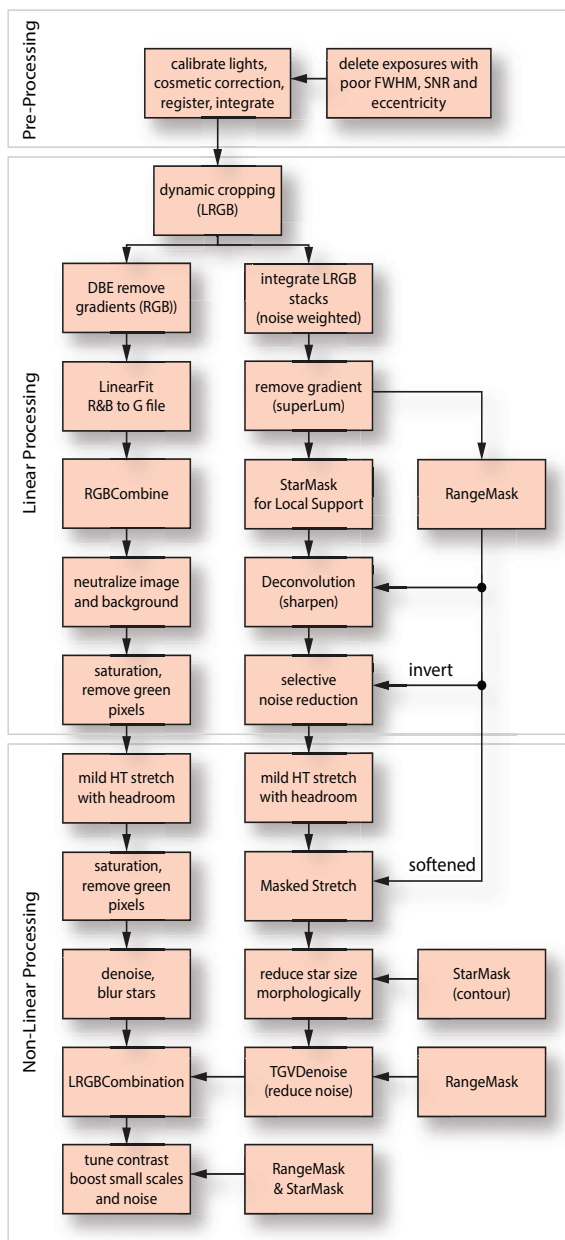 Pre-Processing
calibrate lights,
cosmetic correction,
register, integrate
delete exposures with
poor FWHM, SNR and
eccentricity
Linear Processing
dynamic cropping
(LRGB)
DBE remove
gradients (RGB))
integrate LRGB
stacks
(noise weighted)
LinearFit
R&B to G file
remove gradient
(superLum)
RGBCombine
StarMask
for Local Support
RangeMask
neutralize image
and background
Deconvolution
(sharpen)
saturation,
remove green
pixels
selective
noise reduction
invert
Non-Linear Processing
mild HT stretch
with headroom
mild HT stretch
with headroom
saturation,
remove green
pixels
Masked Stretch
softened
denoise,
blur stars
reduce star size
morphologically
StarMask
(contour)
LRGBCombination
TGVDenoise
(reduce noise)
RangeMask
tune contrast
boost small scales
and noise
RangeMask
& StarMask